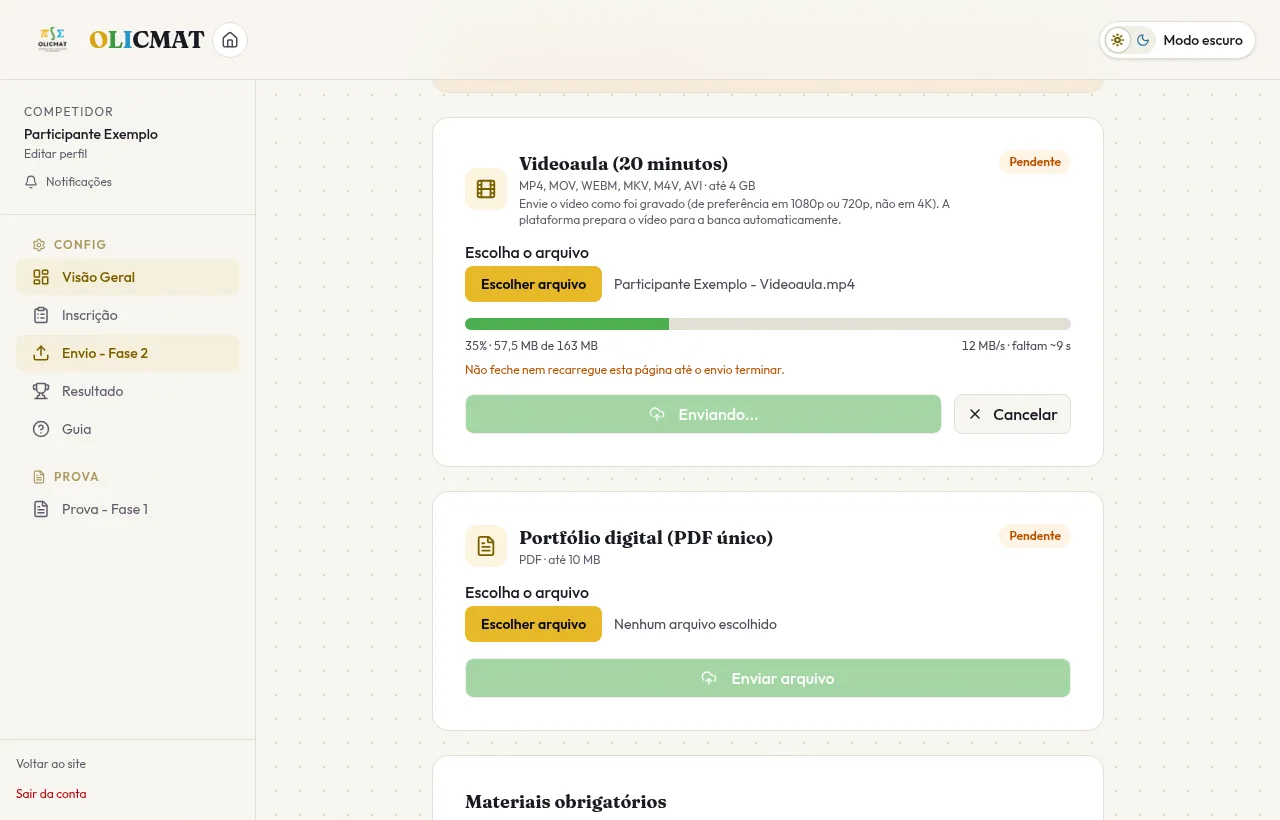 OLICMAT
OLICMAT
Modo escuro
COMPETIDOR
Participante Exemplo
Editar perfil
Notificações
CONFIG
Visão Geral
Inscrição
Envio - Fase 2
Resultado
Guia
PROVA
Prova - Fase 1
Voltar ao site
Sair da conta
Videoaula (20 minutos)
Pendente
MP4, MOV, WEBM, MKV, M4V, AVI · até 4 GB
Envie o vídeo como foi gravado (de preferência em 1080p ou 720p, não em 4K). A
plataforma prepara o vídeo para a banca automaticamente.
Escolha o arquivo
Escolher arquivo
Participante Exemplo - Videoaula.mp4
35% · 57,5 MB de 163 MB
12 MB/s · faltam ~9 s
Não feche nem recarregue esta página até o envio terminar.
Enviando...
Cancelar
Portfólio digital (PDF único)
Pendente
PDF · até 10 MB
Escolha o arquivo
Escolher arquivo
Nenhum arquivo escolhido
Enviar arquivo
Materiais obrigatórios